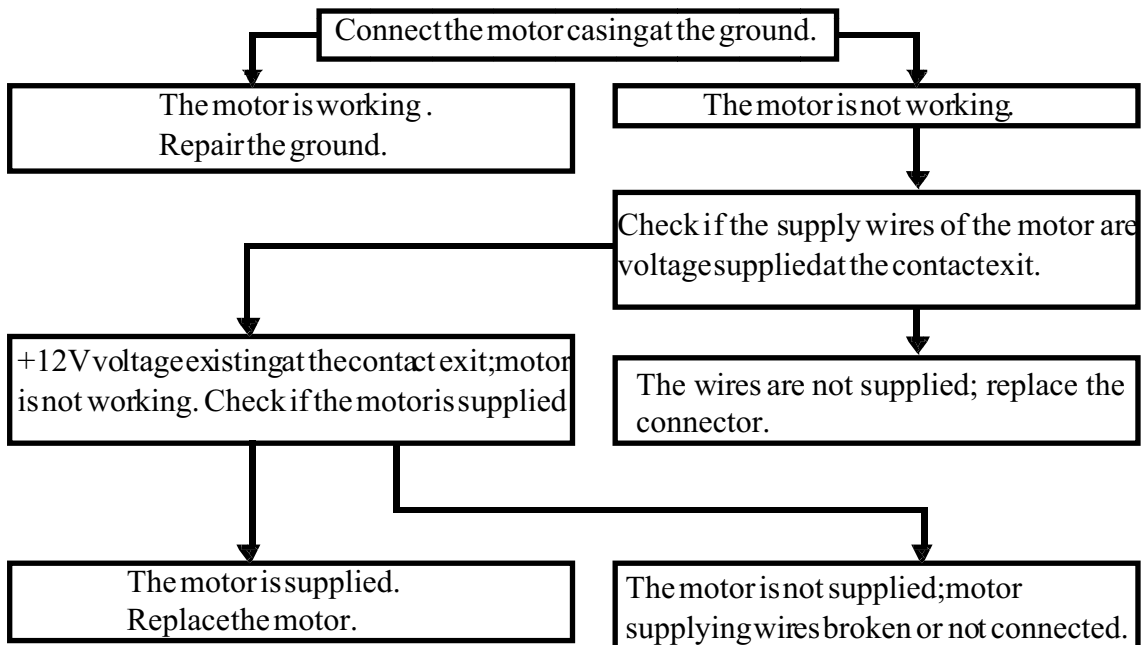 Connect the motor casing at the ground.
The motor is working .
Repair the ground.
The motor is not working.
Check if the supply wires of the motor are
voltage supplied at the contact exit.
+12V voltage existing at the contact exit; motor
is not working. Check if the motor is supplied
The wires are not supplied; replace the
connector.
The motor is supplied.
Replace the motor.
The motor is not supplied; motor
supplying wires broken or not connected.